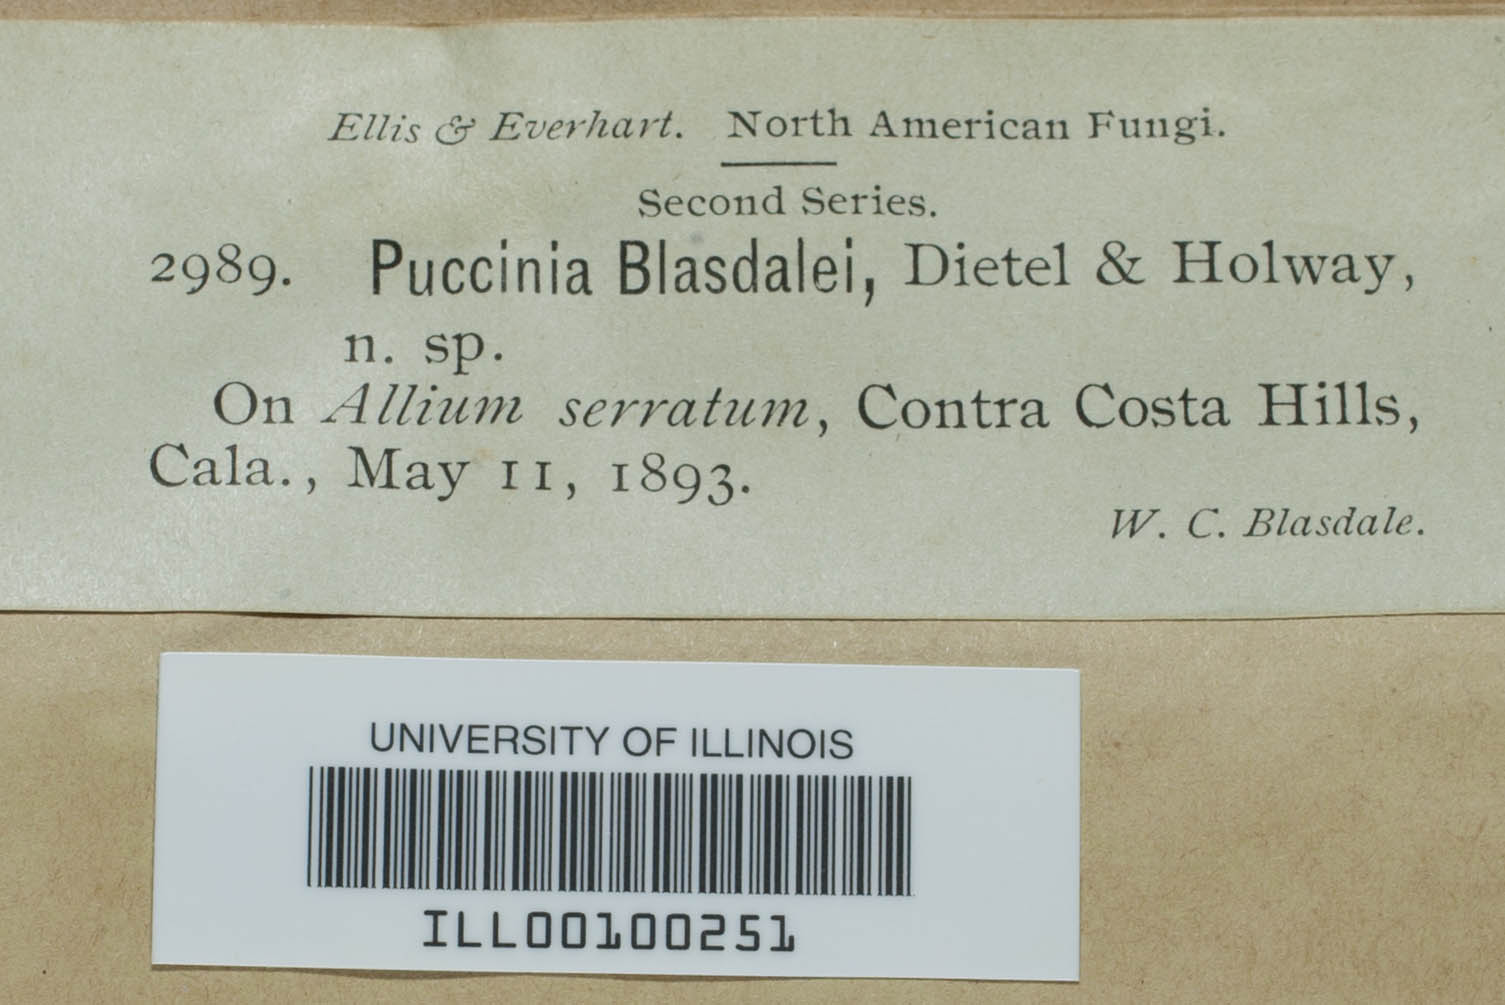 Ellis & Everhart. North American Fungi.
Second Series.
2989. Puccinia Blasdalei, Dietel & Holway,
n. sp.
On Allium serratum, Contra Costa Hills,
Cala., May 11, 1893.
W. C. Blasdale.
UNIVERSITY OF ILLINOIS
ILL00100251